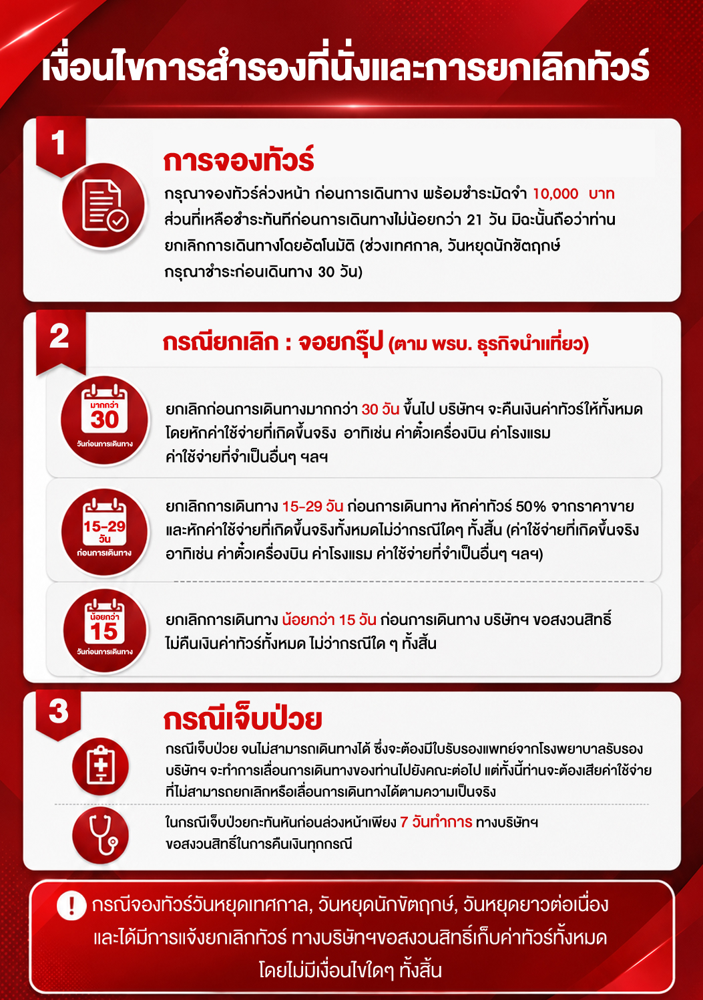 เงื่อนไขการสำรองที่นั่งและการยกเลิกทัวร์
1
การจองทัวร์
กรุณาจองทัวร์ล่วงหน้า ก่อนการเดินทาง พร้อมชำระมัดจำ 10,000 บาท
ส่วนที่เหลือชำระทันทีก่อนการเดินทางไม่น้อยกว่า 21 วัน มิฉะนั้นถือว่าท่าน
ยกเลิกการเดินทางโดยอัตโนมัติ (ช่วงเทศกาล, วันหยุดนักขัตฤกษ์
กรุณาชำระก่อนเดินทาง 30 วัน)
2
กรณียกเลิก : จอยกรุ๊ป (ตาม พรบ. ธุรกิจนำแที่ยว)
มากกว่า
30
วันก่อนการเดินทาง
ยกเลิกก่อนการเดินทางมากกว่า 30 วัน ขึ้นไป บริษัทฯ จะคืนเงินค่าทัวร์ให้ทั้งหมด
โดยหักค่าใช้จ่ายที่เกิดขึ้นจริง อาทิเช่น ค่าตั๋วเครื่องบิน ค่าโรงแรม
ค่าใช้จ่ายที่จำเป็นอื่นๆ ฯลฯ
15-29
วัน
ก่อนการเดินทาง
ยกเลิกการเดินทาง 15-29 วัน ก่อนการเดินทาง หักค่าทัวร์ 50% จากราคาขาย
และหักค่าใช้จ่ายที่เกิดขึ้นจริงทั้งหมดไม่ว่ากรณีใดๆ ทั้งสิ้น (ค่าใช้จ่ายที่เกิดขึ้นจริง
อาทิเช่น ค่าตั๋วเครื่องบิน ค่าโรงแรม ค่าใช้จ่ายที่จำเป็นอื่นๆ ฯลฯ)
น้อยกว่า
15
วันก่อนการเดินทาง
ยกเลิกการเดินทาง น้อยกว่า 15 วัน ก่อนการเดินทาง บริษัทฯ ขอสงวนสิทธิ์
ไม่คืนเงินค่าทัวร์ทั้งหมด ไม่ว่ากรณีใด ๆ ทั้งสิ้น
3
กรณีเจ็บป่วย
กรณีเจ็บป่วย จนไม่สามารถเดินทางได้ ซึ่งจะต้องมีใบรับรองแพทย์จากโรงพยาบาลรับรอง
บริษัทฯ จะทำการเลื่อนการเดินทางของท่านไปยังคณะต่อไป แต่ทั้งนี้ท่านจะต้องเสียค่าใช้จ่าย
ที่ไม่สามารถยกเลิกหรือเลื่อนการเดินทางได้ตามความเป็นจริง
ในกรณีเจ็บป่วยกะทันหันก่อนล่วงหน้าเพียง 7 วันทำการ ทางบริษัทฯ
ขอสงวนสิทธิ์ในการคืนเงินทุกกรณี
! กรณีจองทัวร์วันหยุดเทศกาล, วันหยุดนักขัตฤกษ์, วันหยุดยาวต่อเนื่อง
และได้มีการแจ้งยกเลิกทัวร์ ทางบริษัทฯขอสงวนสิทธิ์เก็บค่าทัวร์ทั้งหมด
โดยไม่มีเงื่อนไขใดๆ ทั้งสิ้น